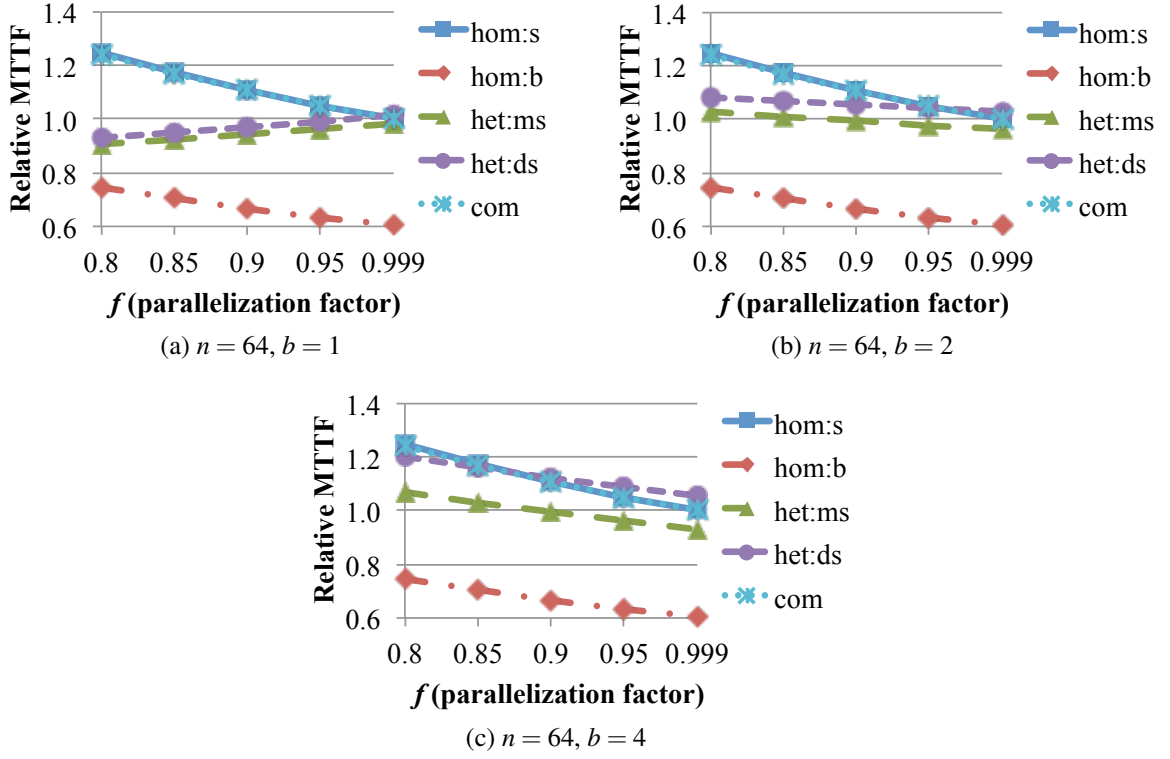 Relative MTTF
1.4
1.2
1.0
0.8
0.6
0.8 0.85 0.9 0.95 0.999
f (parallelization factor)
hom:s
hom:b
het:ms
het:ds
com
(a) n = 64, b = 1
Relative MTTF
1.4
1.2
1.0
0.8
0.6
0.8 0.85 0.9 0.95 0.999
f (parallelization factor)
hom:s
hom:b
het:ms
het:ds
com
(b) n = 64, b = 2
Relative MTTF
1.4
1.2
1.0
0.8
0.6
0.8 0.85 0.9 0.95 0.999
f (parallelization factor)
hom:s
hom:b
het:ms
het:ds
com
(c) n = 64, b = 4